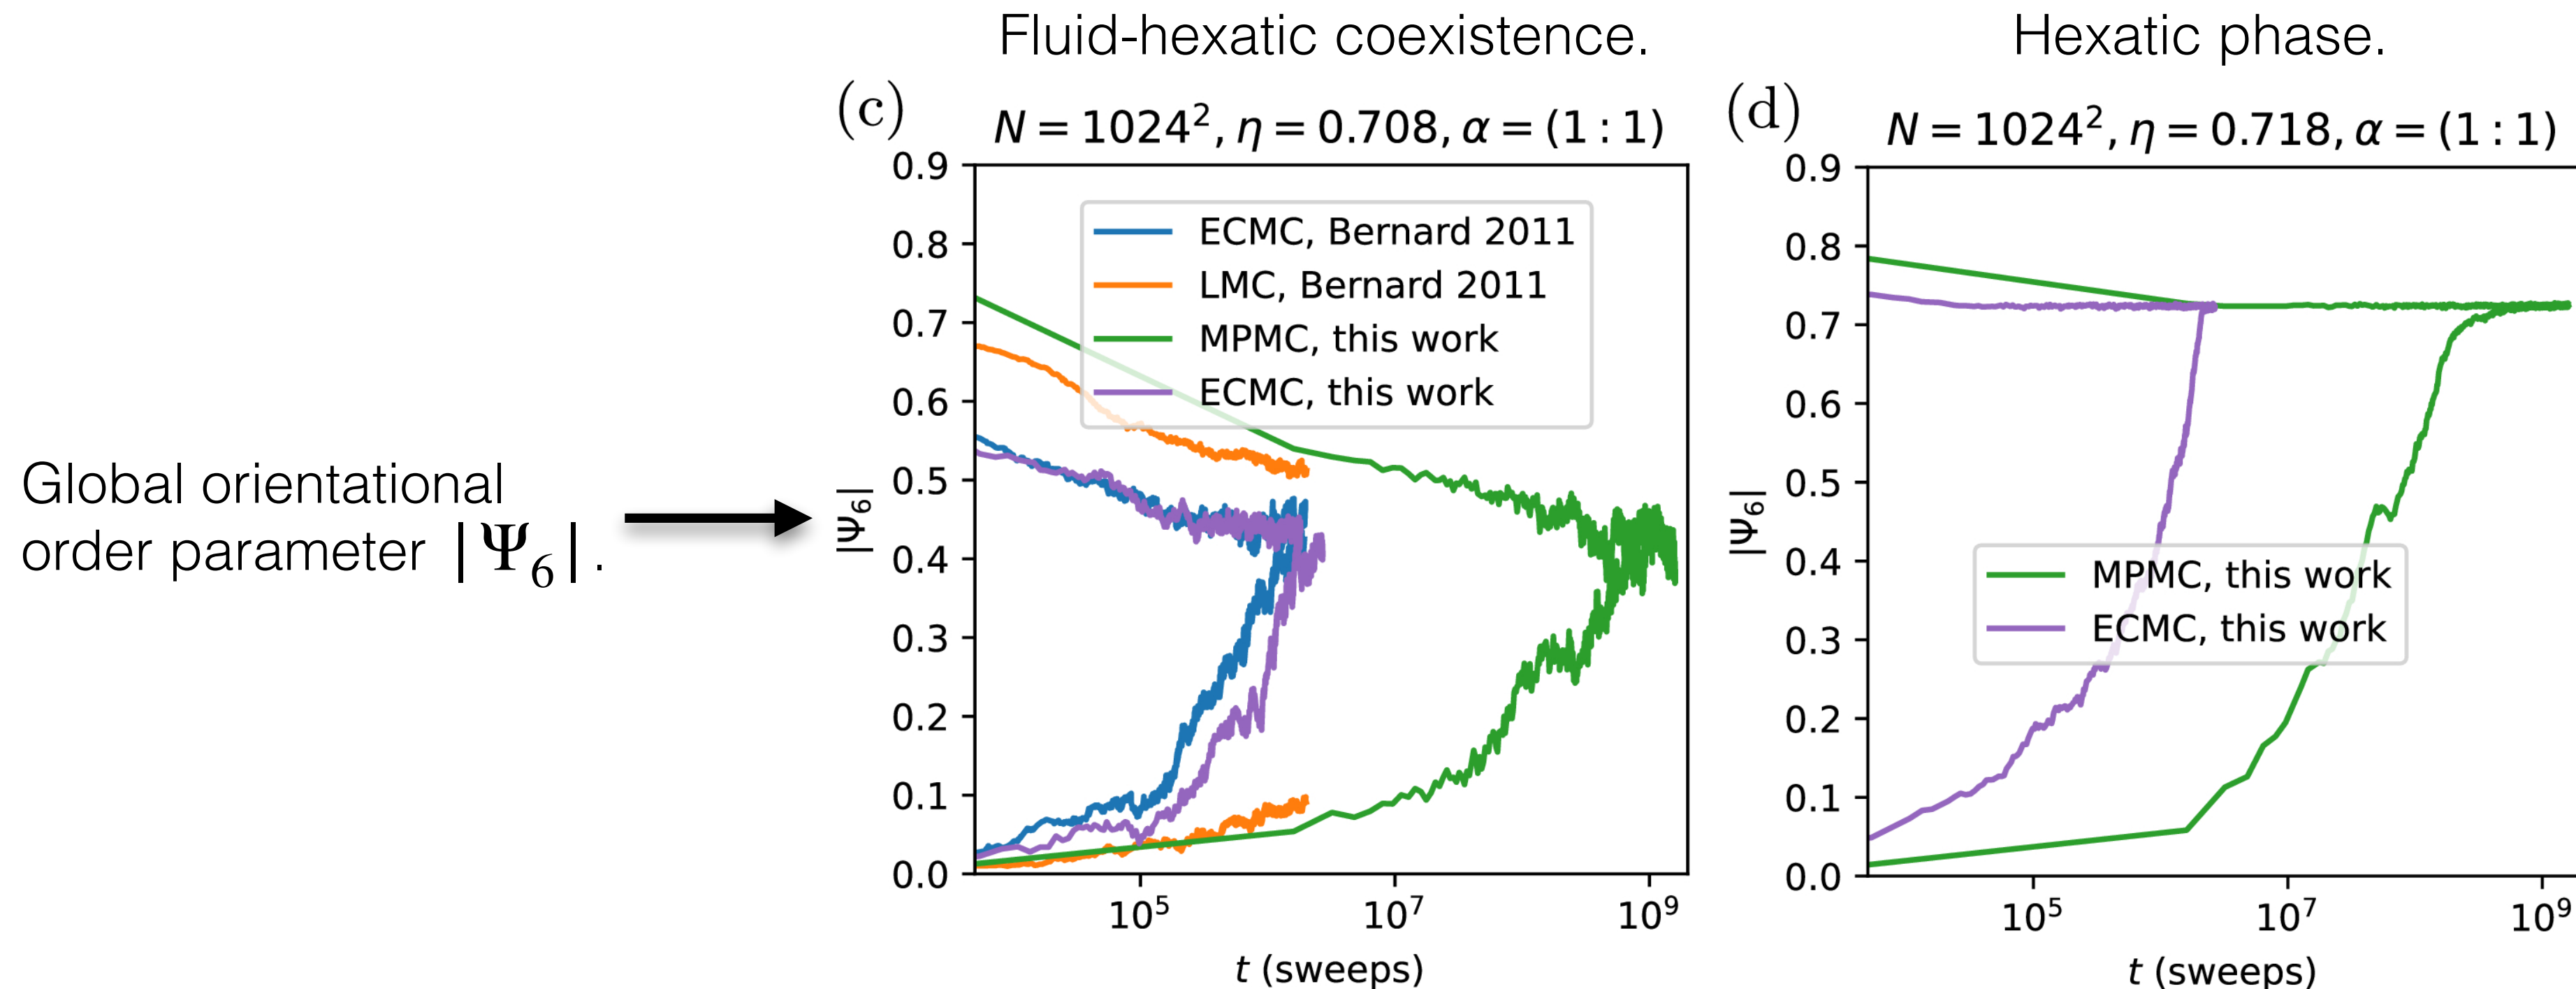 Fluid-hexatic coexistence.
Hexatic phase.
(c)
N = 1024², η = 0.708, α = (1 : 1)
(d)
N = 1024², η = 0.718, α = (1 : 1)
Global orientational
order parameter |Ψ₆|.
|Ψ₆|
0.9
0.8
0.7
0.6
0.5
0.4
0.3
0.2
0.1
0.0
ECMC, Bernard 2011
LMC, Bernard 2011
MPMC, this work
ECMC, this work
10⁵ 10⁷ 10⁹
t (sweeps)
|Ψ₆|
0.9
0.8
0.7
0.6
0.5
0.4
0.3
0.2
0.1
0.0
MPMC, this work
ECMC, this work
10⁵ 10⁷ 10⁹
t (sweeps)